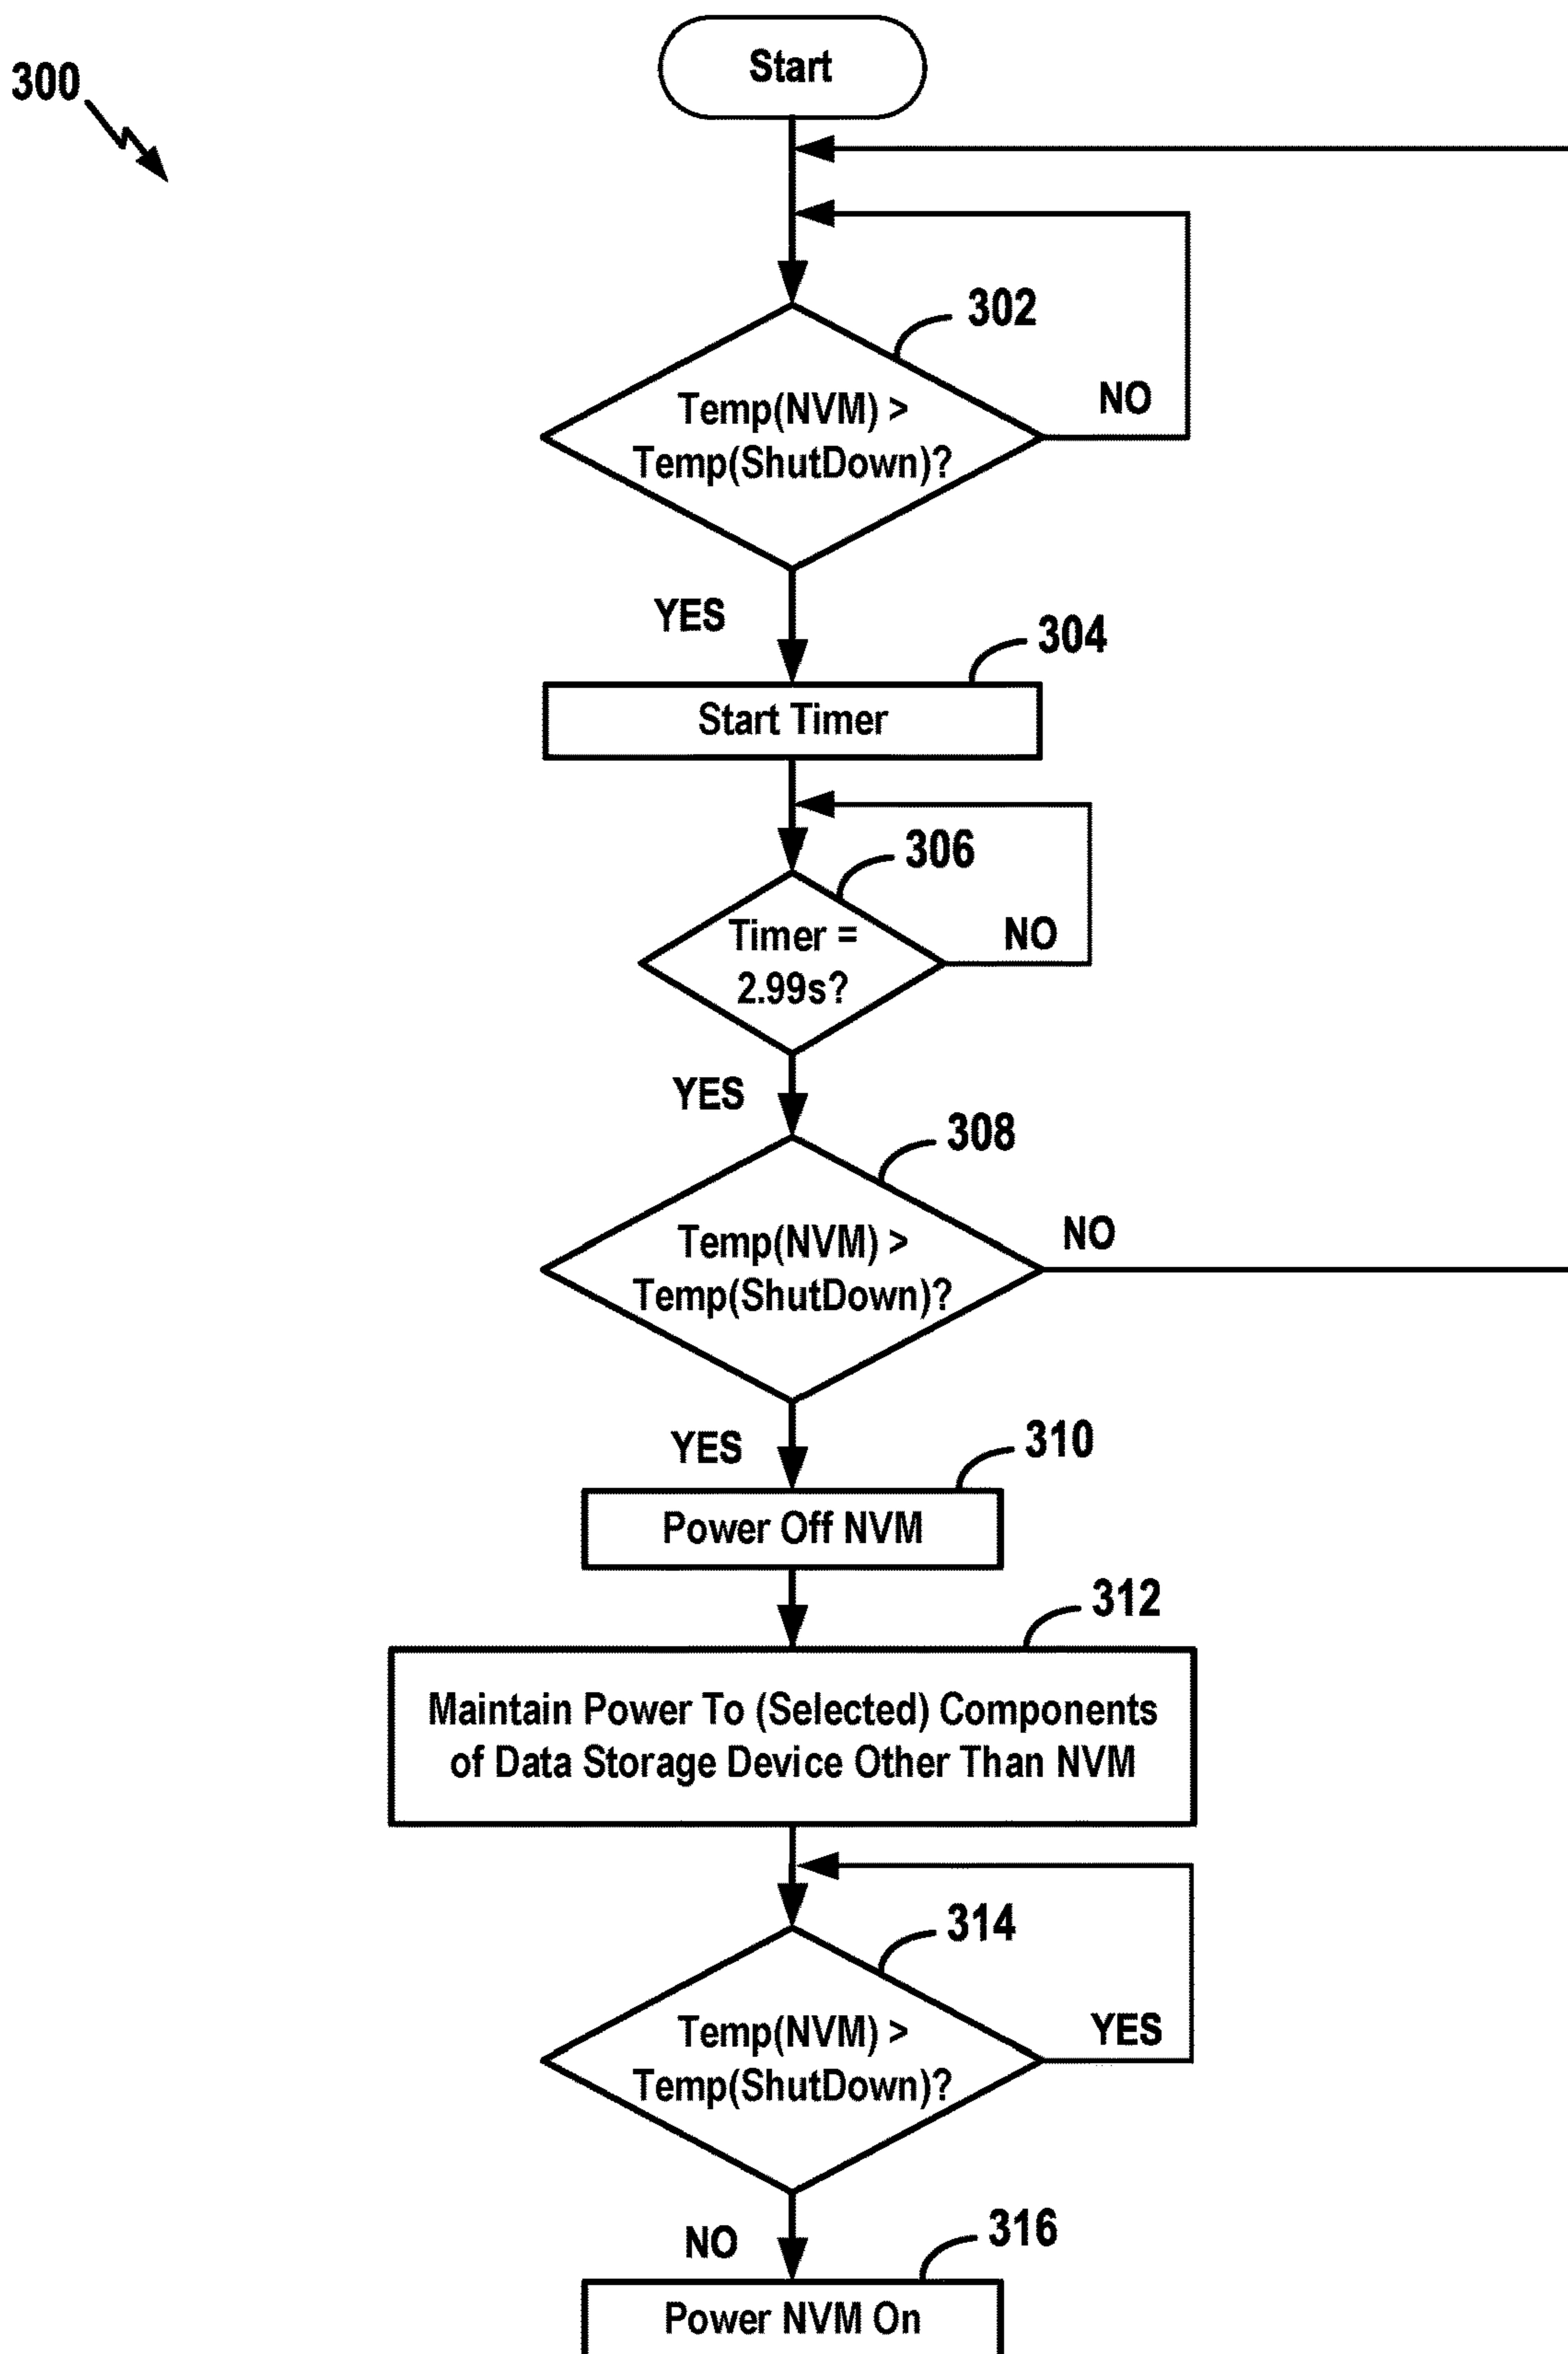 Start
300
302
Temp(NVM) >
Temp(ShutDown)?
NO
YES
304
Start Timer
306
Timer =
2.99s?
NO
YES
308
Temp(NVM) >
Temp(ShutDown)?
NO
YES
310
Power Off NVM
312
Maintain Power To (Selected) Components
of Data Storage Device Other Than NVM
314
Temp(NVM) >
Temp(ShutDown)?
YES
NO
316
Power NVM On